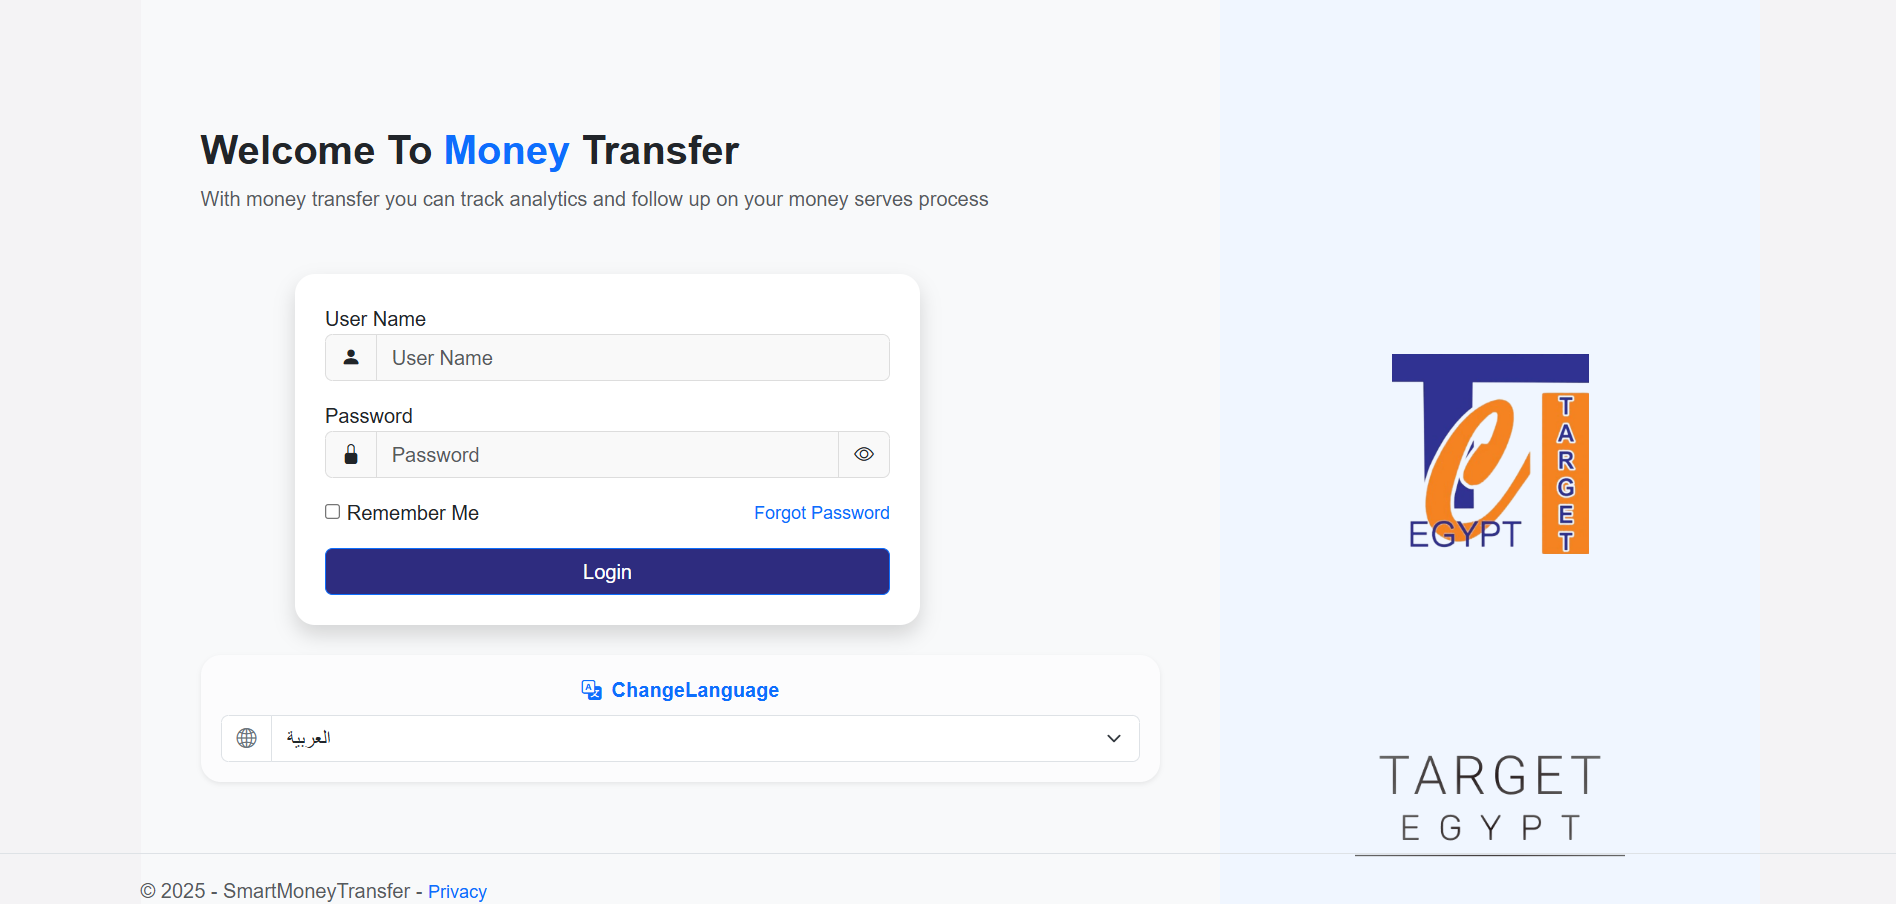 Welcome To Money Transfer
With money transfer you can track analytics and follow up on your money serves process
User Name
User Name
Password
Password
Remember Me
Forgot Password
Login
ChangeLanguage
العربية
© 2025 - SmartMoneyTransfer - Privacy
TC
EGYPT
TARGET
TARGET
EGYPT